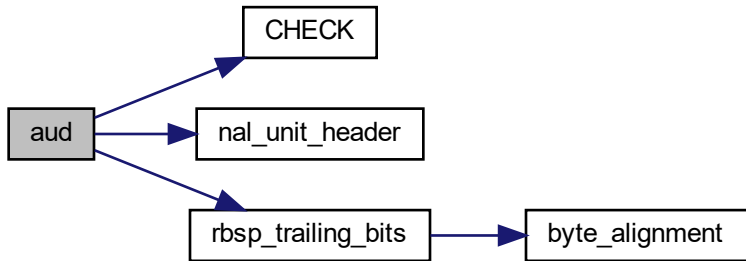 CHECK
aud
nal_unit_header
rbsp_trailing_bits
byte_alignment